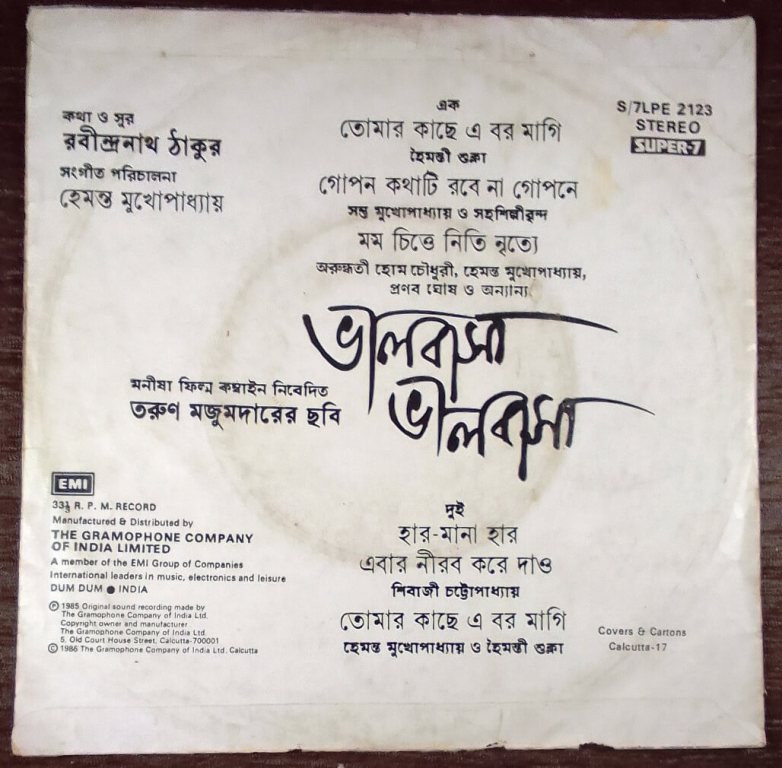 কথা ও সুর
রবীন্দ্রনাথ ঠাকুর
সংগীত পরিচালনা
হেমন্ত মুখোপাধ্যায়
এক
তোমার কাছে এ বর মাগি
হৈমন্তী শুক্লা
গোপন কথাটি রবে না গোপনে
সন্তু মুখোপাধ্যায় ও সহশিল্পীবৃন্দ
মম চিত্তে নিতি নৃত্যে
অরুন্ধতী হোম চৌধুরী, হেমন্ত মুখোপাধ্যায়,
প্রণব ঘোষ ও অন্যান্য
S/7LPE 2123
STEREO
SUPER-7
ভালবাসা
ভালবাসা
মনীষা ফিল্ম কম্বাইন নিবেদিত
তরুণ মজুমদারের ছবি
EMI
33⅓ R. P. M. RECORD
Manufactured & Distributed by
THE GRAMOPHONE COMPANY
OF INDIA LIMITED
A member of the EMI Group of Companies
International leaders in music, electronics and leisure
DUM DUM ● INDIA
Ⓟ 1985 Original sound recording made by
The Gramophone Company of India Ltd.
Copyright owner and manufacturer
The Gramophone Company of India Ltd.
5, Old Court House Street, Calcutta-700001
© 1986 The Gramophone Company of India Ltd. Calcutta
দুই
হার-মানা হার
এবার নীরব করে দাও
শিবাজী চট্টোপাধ্যায়
তোমার কাছে এ বর মাগি
হেমন্ত মুখোপাধ্যায় ও হৈমন্তী শুক্লা
Covers & Cartons
Calcutta-17